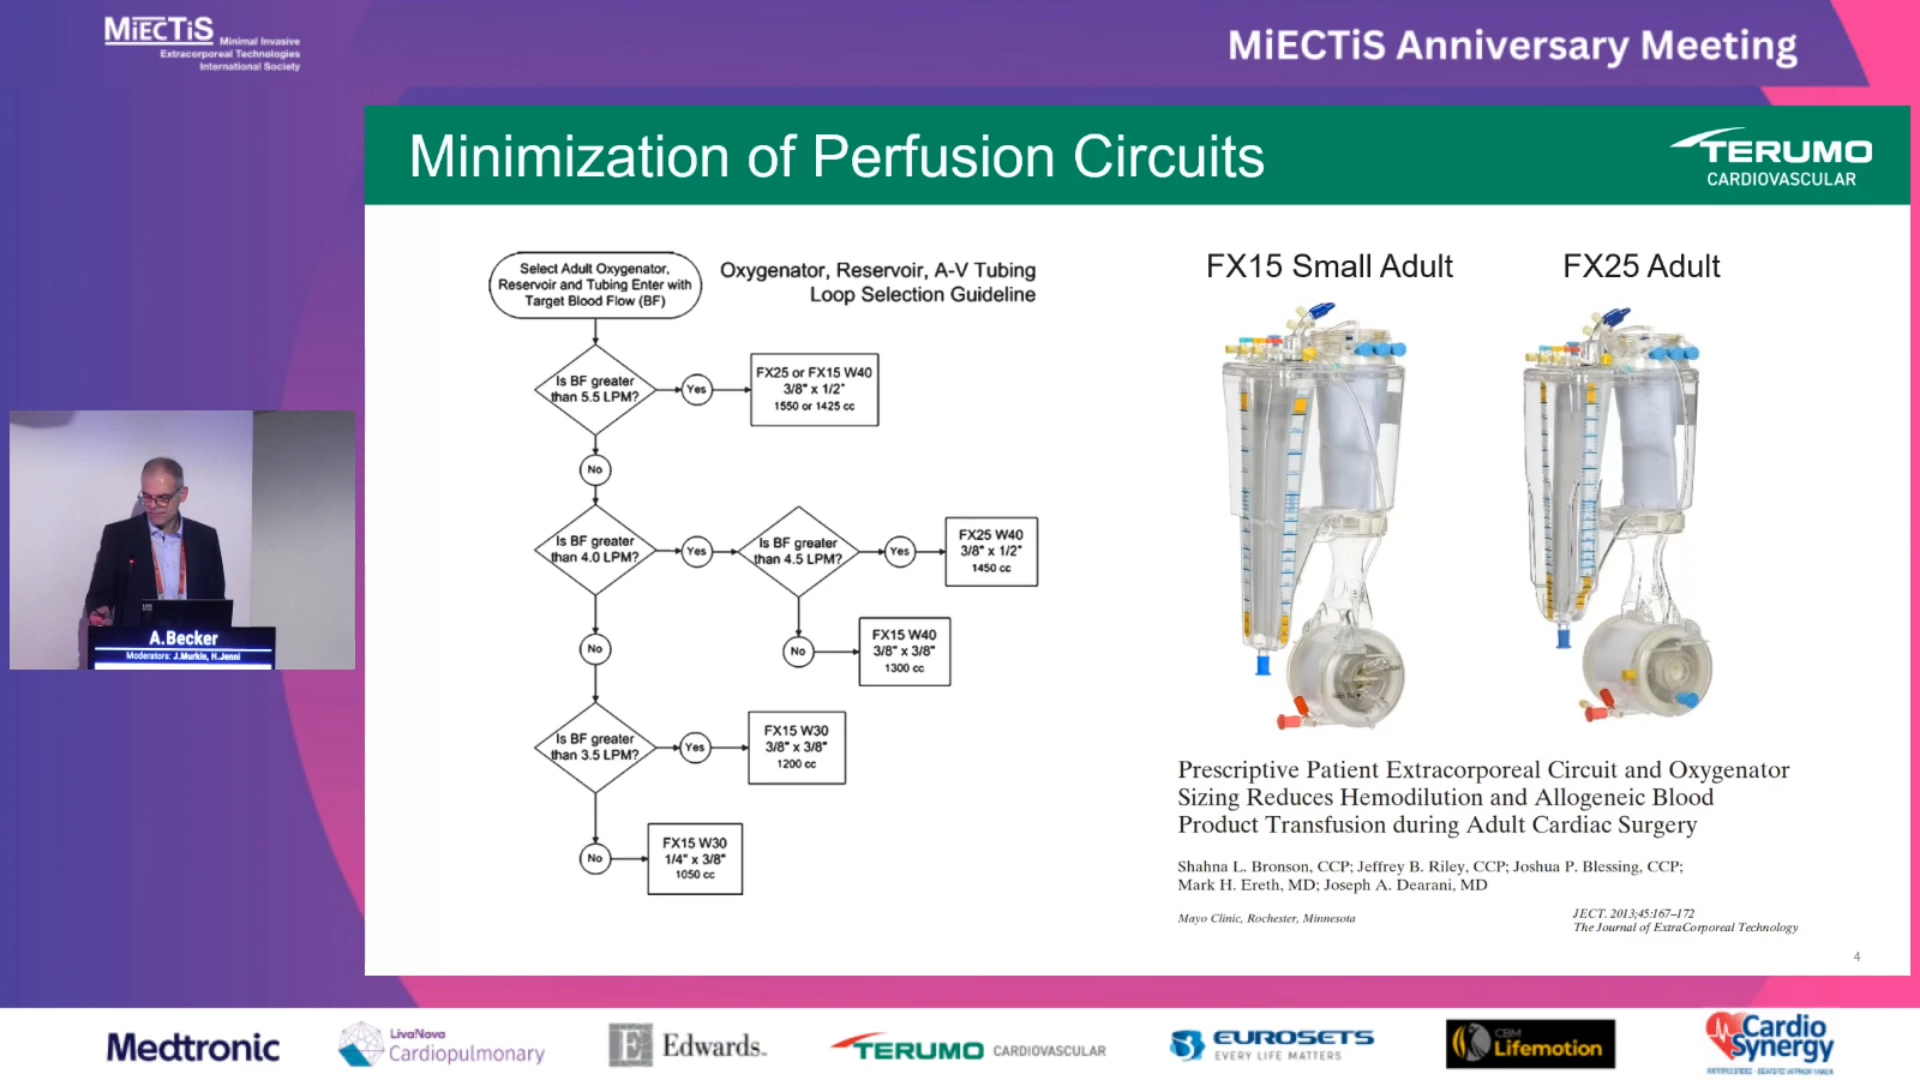 MiECTiS Minimal Invasive
Extracorporeal Technologies
International Society
MiECTiS Anniversary Meeting
Minimization of Perfusion Circuits
TERUMO
CARDIOVASCULAR
Select Adult Oxygenator,
Reservoir and Tubing Enter with
Target Blood Flow (BF)
Oxygenator, Reservoir, A-V Tubing
Loop Selection Guideline
Is BF greater
than 5.5 LPM?
Yes
FX25 or FX15 W40
3/8" x 1/2"
1550 or 1425 cc
No
Is BF greater
than 4.0 LPM?
Yes
Is BF greater
than 4.5 LPM?
Yes
FX25 W40
3/8" x 1/2"
1450 cc
No
FX15 W40
3/8" x 3/8"
1300 cc
No
Is BF greater
than 3.5 LPM?
Yes
FX15 W30
3/8" x 3/8"
1200 cc
No
FX15 W30
1/4" x 3/8"
1050 cc
FX15 Small Adult
FX25 Adult
Prescriptive Patient Extracorporeal Circuit and Oxygenator
Sizing Reduces Hemodilution and Allogeneic Blood
Product Transfusion during Adult Cardiac Surgery
Shahna L. Bronson, CCP; Jeffrey B. Riley, CCP; Joshua P. Blessing, CCP;
Mark H. Ereth, MD; Joseph A. Dearani, MD
Mayo Clinic, Rochester, Minnesota
JECT. 2013;45:167–172
The Journal of ExtraCorporeal Technology
4
A.Becker
Moderators: J.Murkin, H.Jenni
Medtronic
LivaNova
Cardiopulmonary
E Edwards
TERUMO CARDIOVASCULAR
EUROSETS
EVERY LIFE MATTERS
CBM
Lifemotion
Cardio
Synergy